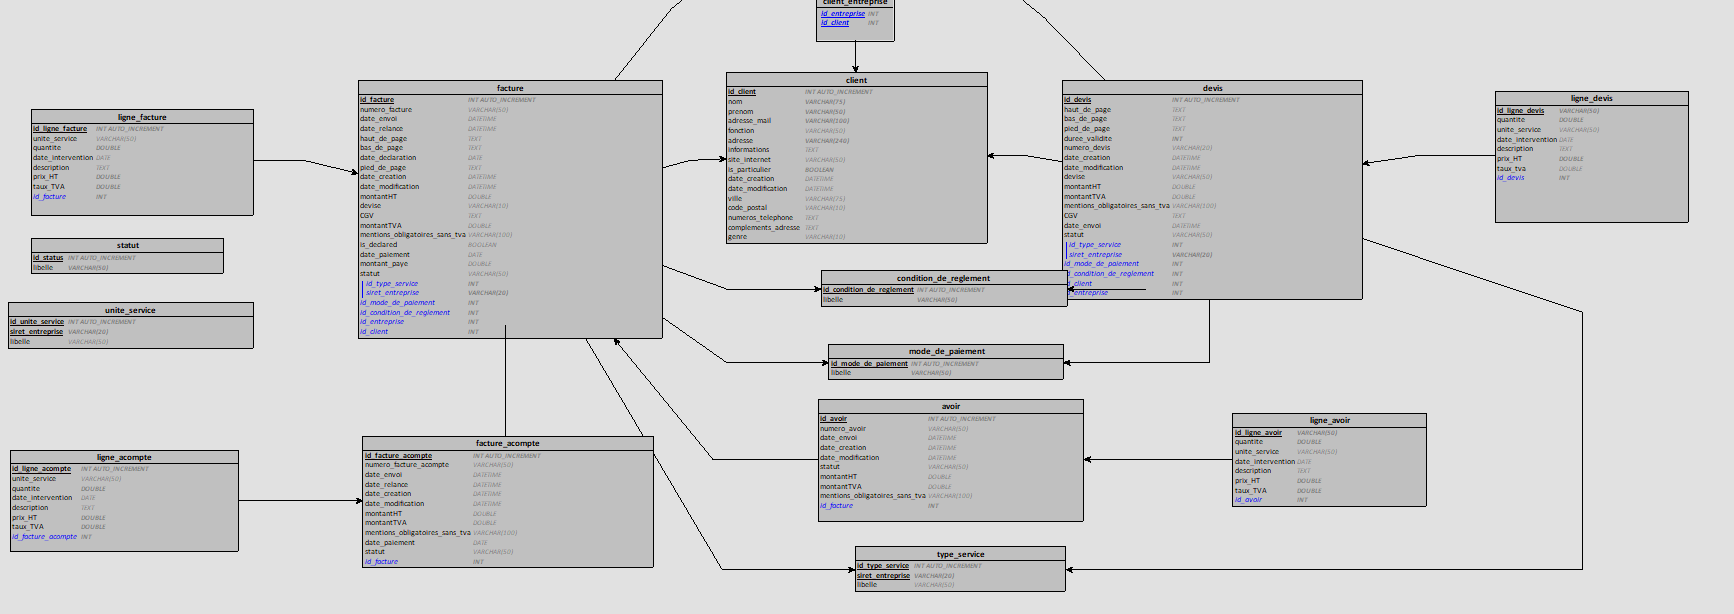 client_entreprise
id_entreprise INT
id_client INT
facture
id_facture INT AUTO_INCREMENT
numero_facture VARCHAR(50)
date_envoi DATETIME
date_relance DATETIME
haut_de_page TEXT
bas_de_page TEXT
date_declaration DATE
pied_de_page TEXT
date_creation DATETIME
date_modification DATETIME
montantHT DOUBLE
devise VARCHAR(10)
CGV TEXT
montantTVA DOUBLE
mentions_obligatoires_sans_tva VARCHAR(100)
is_declared BOOLEAN
date_paiement DATE
montant_paye DOUBLE
statut VARCHAR(50)
id_type_service INT
siret_entreprise VARCHAR(20)
id_mode_de_paiement INT
id_condition_de_reglement INT
id_entreprise INT
id_client INT
client
id_client INT AUTO_INCREMENT
nom VARCHAR(75)
prenom VARCHAR(50)
adresse_mail VARCHAR(100)
fonction VARCHAR(50)
adresse VARCHAR(240)
informations TEXT
site_internet VARCHAR(50)
is_particulier BOOLEAN
date_creation DATETIME
date_modification DATETIME
ville VARCHAR(75)
code_postal VARCHAR(10)
numeros_telephone TEXT
complements_adresse TEXT
genre VARCHAR(10)
devis
id_devis INT AUTO_INCREMENT
haut_de_page TEXT
bas_de_page TEXT
pied_de_page TEXT
duree_validite INT
numero_devis VARCHAR(20)
date_creation DATETIME
date_modification DATETIME
devise VARCHAR(50)
montantHT DOUBLE
montantTVA DOUBLE
mentions_obligatoires_sans_tva VARCHAR(100)
CGV TEXT
date_envoi DATETIME
statut VARCHAR(50)
id_type_service INT
siret_entreprise VARCHAR(20)
id_mode_de_paiement INT
d_condition_de_reglement INT
d_client INT
d_entreprise INT
ligne_devis
id_ligne_devis VARCHAR(50)
quantite DOUBLE
unite_service VARCHAR(50)
date_intervention DATE
description TEXT
prix_HT DOUBLE
taux_tva DOUBLE
id_devis INT
ligne_facture
id_ligne_facture INT AUTO_INCREMENT
unite_service VARCHAR(50)
quantite DOUBLE
date_intervention DATE
description TEXT
prix_HT DOUBLE
taux_TVA DOUBLE
id_facture INT
statut
id_status INT AUTO_INCREMENT
libelle VARCHAR(50)
unite_service
id_unite_service INT AUTO_INCREMENT
siret_entreprise VARCHAR(20)
libelle VARCHAR(50)
condition_de_reglement
id_condition_de_reglement INT AUTO_INCREMENT
libelle VARCHAR(50)
mode_de_paiement
id_mode_de_paiement INT AUTO_INCREMENT
libelle VARCHAR(50)
avoir
id_avoir INT AUTO_INCREMENT
numero_avoir VARCHAR(50)
date_envoi DATETIME
date_creation DATETIME
date_modification DATETIME
statut VARCHAR(50)
montantHT DOUBLE
montantTVA DOUBLE
mentions_obligatoires_sans_tva VARCHAR(100)
id_facture INT
ligne_avoir
id_ligne_avoir VARCHAR(50)
quantite DOUBLE
unite_service VARCHAR(50)
date_intervention DATE
description TEXT
prix_HT DOUBLE
taux_TVA DOUBLE
id_avoir INT
ligne_acompte
id_ligne_acompte INT AUTO_INCREMENT
unite_service VARCHAR(50)
quantite DOUBLE
date_intervention DATE
description TEXT
prix_HT DOUBLE
taux_TVA DOUBLE
id_facture_acompte INT
facture_acompte
id_facture_acompte INT AUTO_INCREMENT
numero_facture_acompte VARCHAR(50)
date_envoi DATETIME
date_relance DATETIME
date_creation DATETIME
date_modification DATETIME
montantHT DOUBLE
montantTVA DOUBLE
mentions_obligatoires_sans_tva VARCHAR(100)
date_paiement DATE
statut VARCHAR(50)
id_facture INT
type_service
id_type_service INT AUTO_INCREMENT
siret_entreprise VARCHAR(20)
libelle VARCHAR(50)